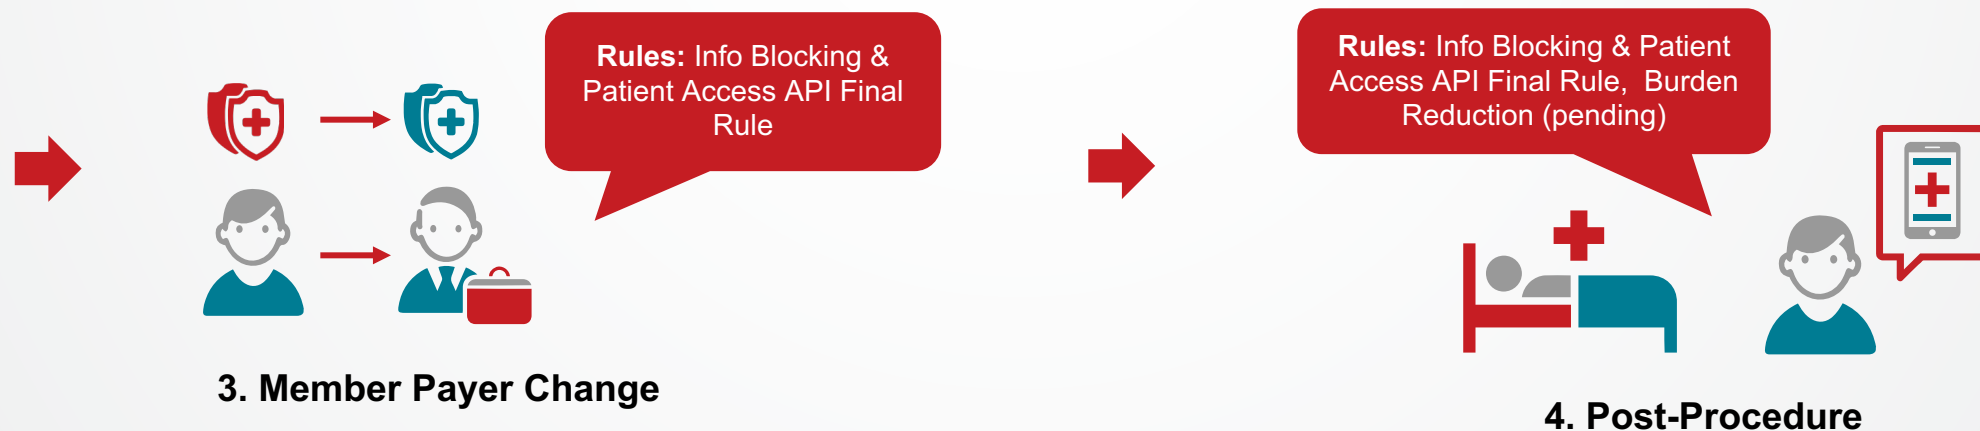 Rules: Info Blocking &
Patient Access API Final
Rule
3. Member Payer Change
Rules: Info Blocking & Patient
Access API Final Rule,  Burden
Reduction (pending)
4. Post-Procedure